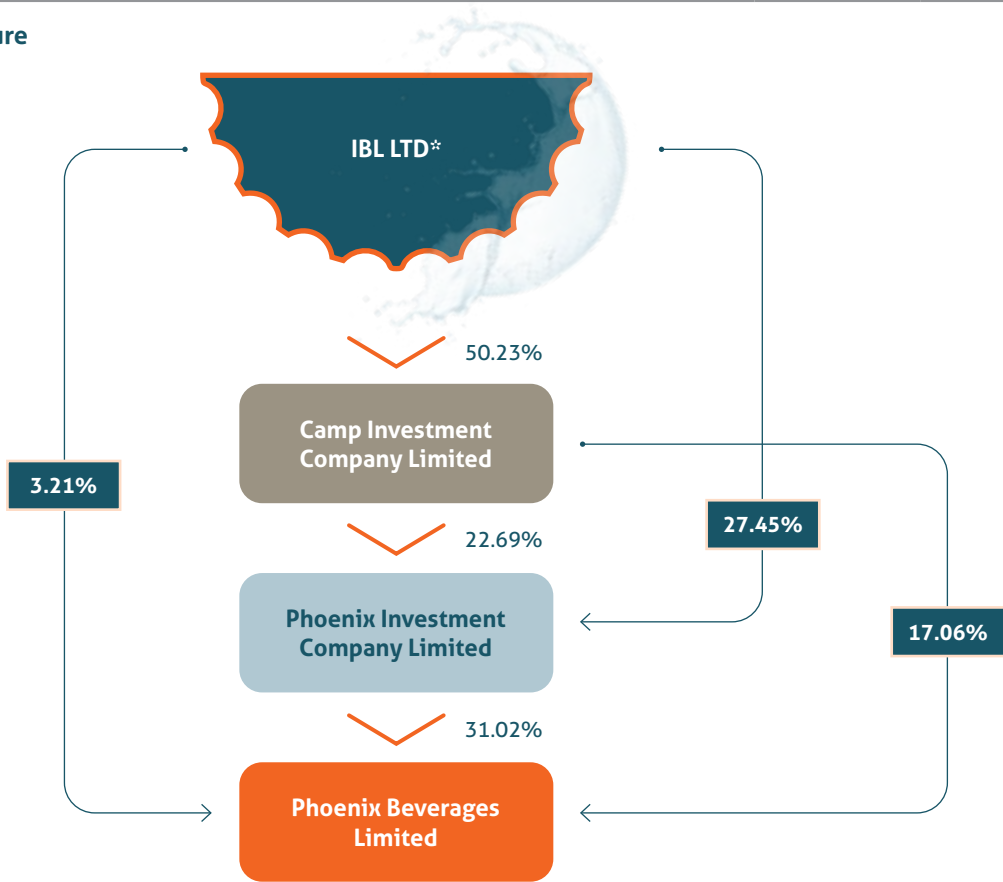 ure
IBL LTD*
50.23%
Camp Investment
Company Limited
3.21%
22.69%
27.45%
Phoenix Investment
Company Limited
17.06%
31.02%
Phoenix Beverages
Limited